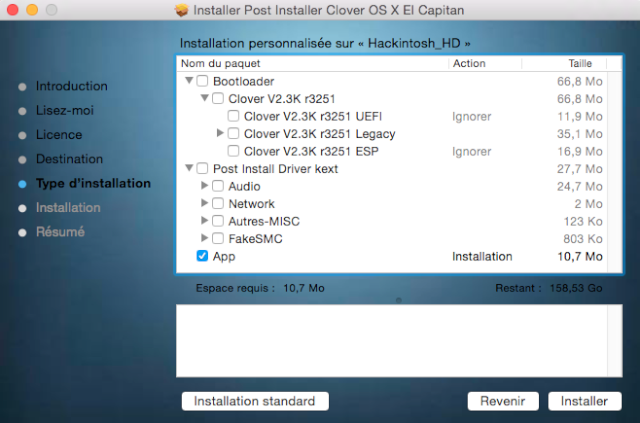 Installer Post Installer Clover OS X El Capitan
Installation personnalisée sur « Hackintosh_HD »
Introduction
Lisez-moi
Licence
Destination
Type d'installation
Installation
Résumé
Nom du paquet Action Taille
Bootloader 66,8 Mo
Clover V2.3K r3251 66,8 Mo
Clover V2.3K r3251 UEFI Ignorer 11,9 Mo
Clover V2.3K r3251 Legacy 35,1 Mo
Clover V2.3K r3251 ESP Ignorer 16,9 Mo
Post Install Driver kext 27,7 Mo
Audio 24,7 Mo
Network 2 Mo
Autres-MISC 123 Ko
FakeSMC 803 Ko
App Installation 10,7 Mo
Espace requis : 10,7 Mo Restant : 158,53 Go
Installation standard Revenir Installer